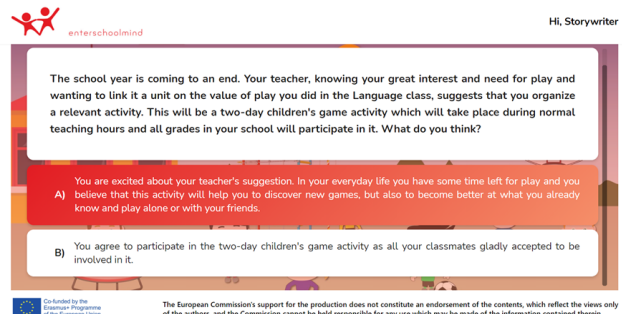 Hi, Storywriter
enterschoolmind
The school year is coming to an end. Your teacher, knowing your great interest and need for play and
wanting to link it a unit on the value of play you did in the Language class, suggests that you organize
a relevant activity. This will be a two-day children's game activity which will take place during normal
teaching hours and all grades in your school will participate in it. What do you think?
You are excited about your teacher's suggestion. In your everyday life you have some time left for play and you
A) believe that this activity will help you to discover new games, but also to become better at what you already
know and play alone or with your friends.
You agree to participate in the two-day children's game activity as all your classmates gladly accepted to be
B)
involved in it.
Co-funded by the
Erasmus+ Programme
of the European Union
The European Commission's support for the production does not constitute an endorsement of the contents, which reflect the views only
of the authors, and the Commission cannot be held responsible for any use which may be made of the information contained therein.